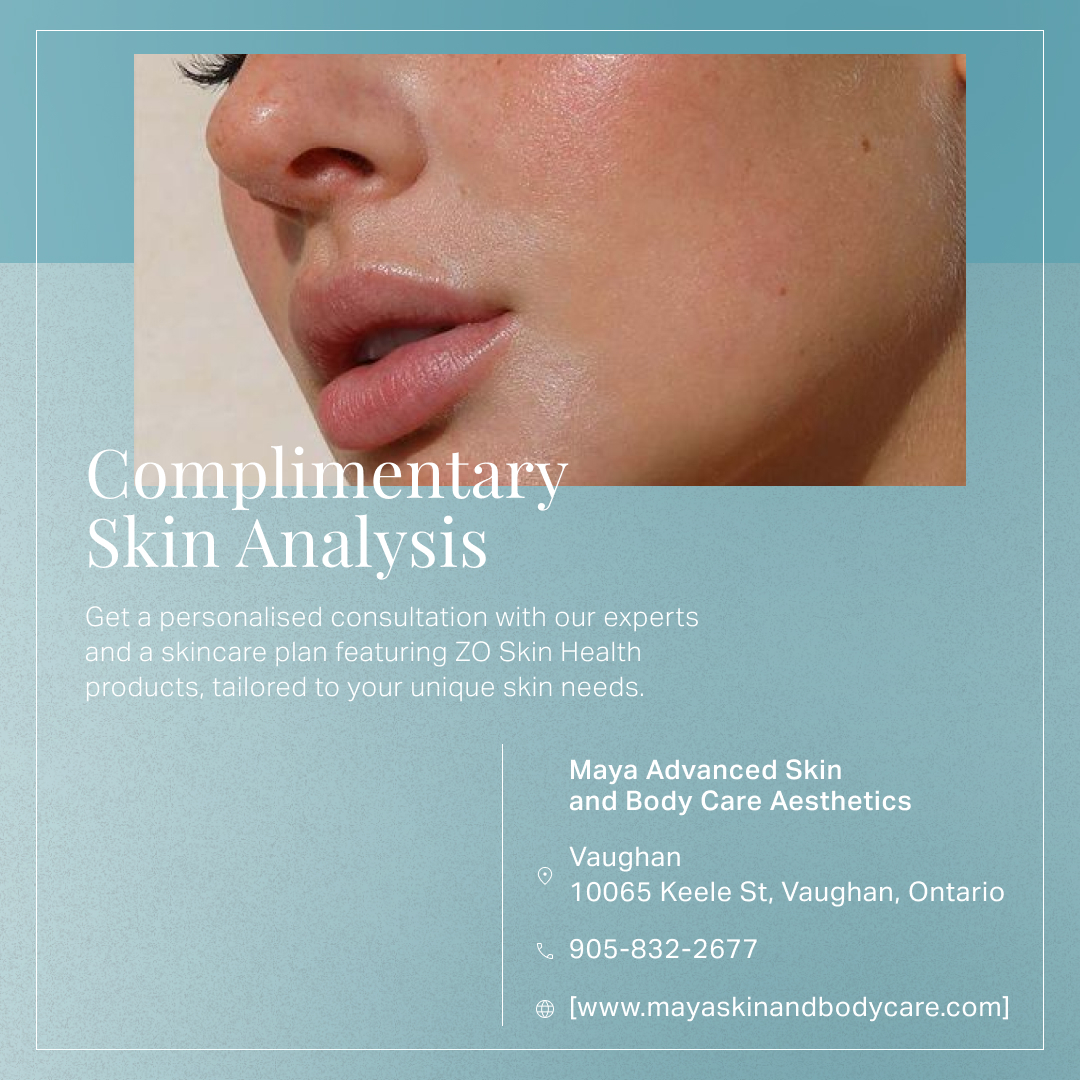 Complimentary
Skin Analysis
Get a personalised consultation with our experts
and a skincare plan featuring ZO Skin Health
products, tailored to your unique skin needs.
Maya Advanced Skin
and Body Care Aesthetics
Vaughan
10065 Keele St, Vaughan, Ontario
905-832-2677
[www.mayaskinandbodycare.com]